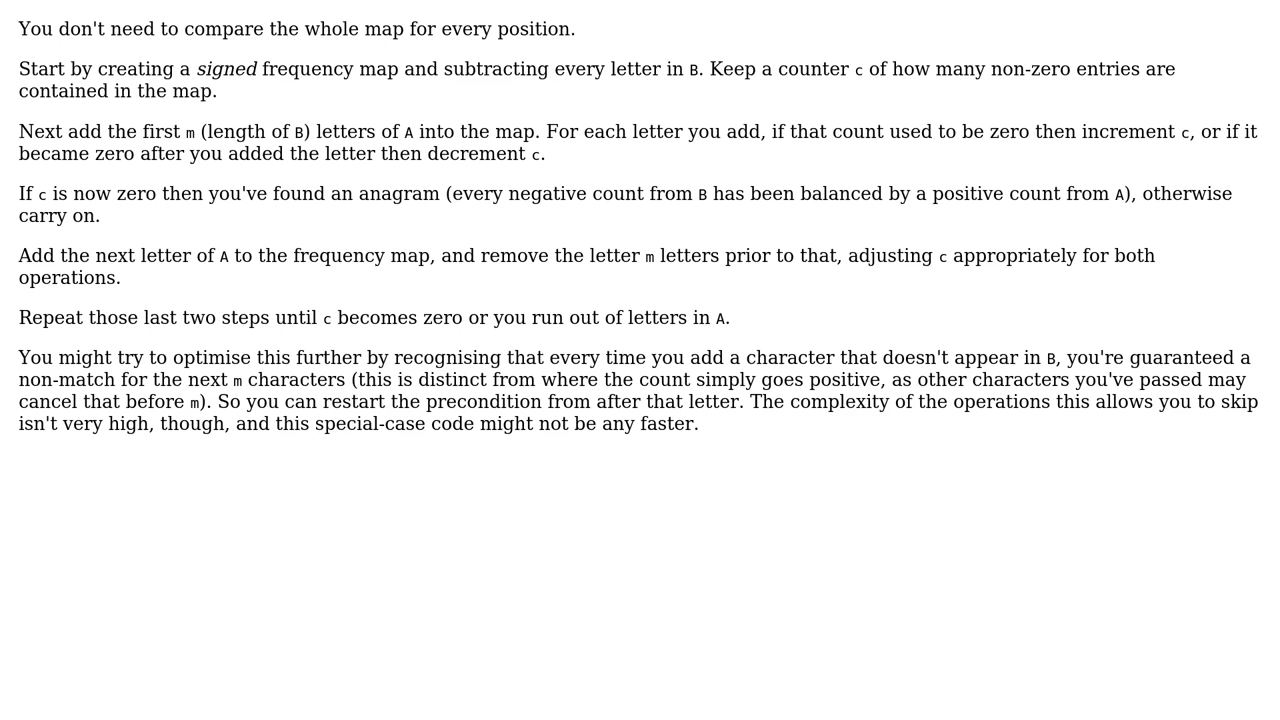 You don't need to compare the whole map for every position.
Start by creating a signed frequency map and subtracting every letter in B. Keep a counter c of how many non-zero entries are
contained in the map.
Next add the first m (length of B) letters of A into the map. For each letter you add, if that count used to be zero then increment c, or if it
became zero after you added the letter then decrement c.
If c is now zero then you've found an anagram (every negative count from B has been balanced by a positive count from A), otherwise
carry on.
Add the next letter of A to the frequency map, and remove the letter m letters prior to that, adjusting c appropriately for both
operations.
Repeat those last two steps until c becomes zero or you run out of letters in A.
You might try to optimise this further by recognising that every time you add a character that doesn't appear in B, you're guaranteed a
non-match for the next m characters (this is distinct from where the count simply goes positive, as other characters you've passed may
cancel that before m). So you can restart the precondition from after that letter. The complexity of the operations this allows you to skip
isn't very high, though, and this special-case code might not be any faster.